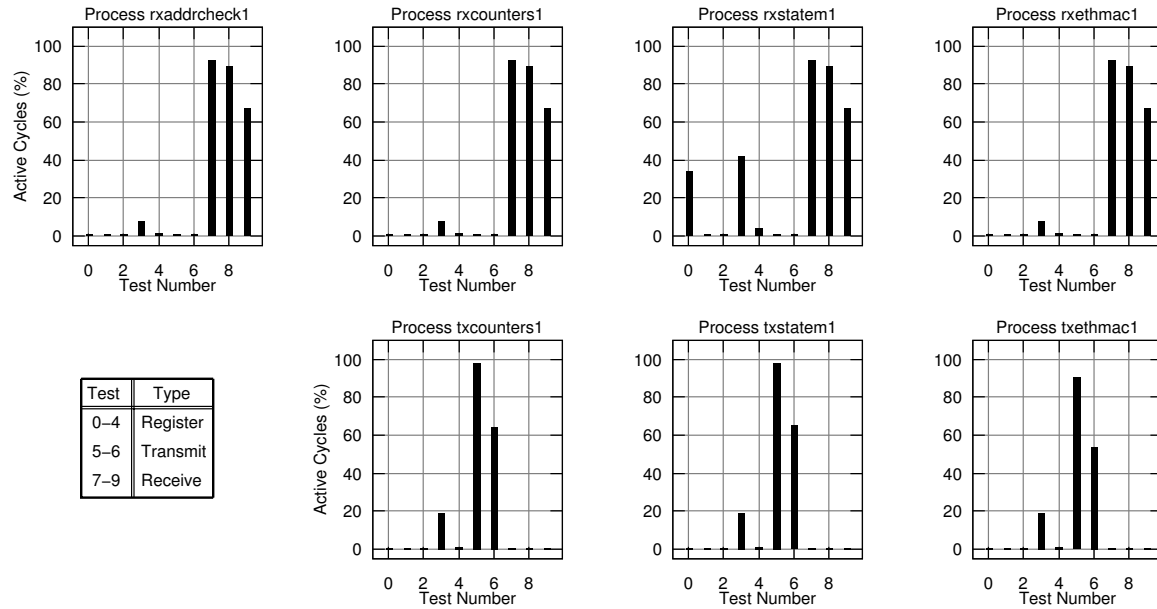 Process rxaddrcheck1
Active Cycles (%)
100
80
60
40
20
0
0 2 4 6 8
Test Number
Process rxcounters1
100
80
60
40
20
0
0 2 4 6 8
Test Number
Process rxstatem1
100
80
60
40
20
0
0 2 4 6 8
Test Number
Process rxethmac1
100
80
60
40
20
0
0 2 4 6 8
Test Number
Test Type
0−4 Register
5−6 Transmit
7−9 Receive
Process txcounters1
Active Cycles (%)
100
80
60
40
20
0
0 2 4 6 8
Test Number
Process txstatem1
100
80
60
40
20
0
0 2 4 6 8
Test Number
Process txethmac1
100
80
60
40
20
0
0 2 4 6 8
Test Number